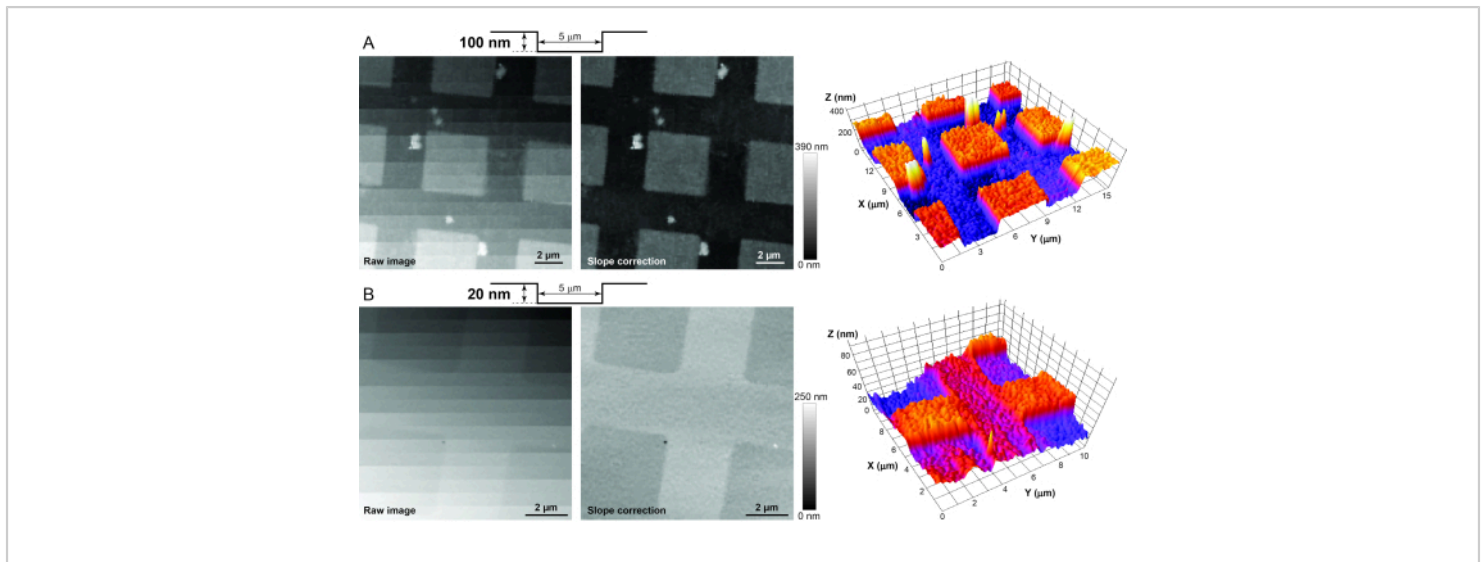 A
100 nm
5 µm
Raw image
2 µm
Slope correction
2 µm
390 nm
0 nm
Z (nm)
400
200
0
12
9
X (µm)
6
3
0
3
6
9
12
15
Y (µm)
B
20 nm
5 µm
Raw image
2 µm
Slope correction
2 µm
250 nm
0 nm
Z (nm)
80
60
40
20
0
8
6
X (µm)
4
2
0
2
4
6
8
10
Y (µm)